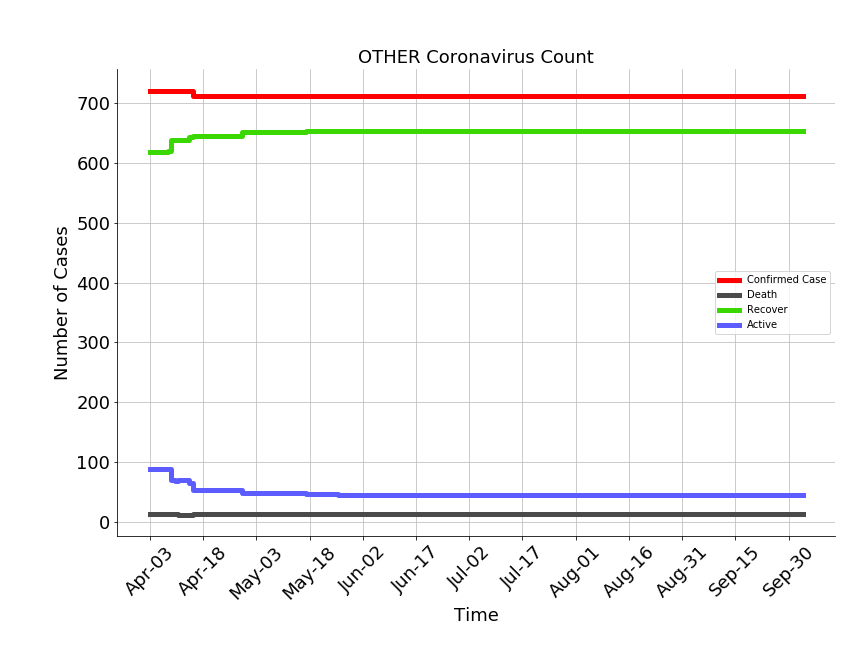 OTHER Coronavirus Count
700
600
500
400
300
200
100
0
Number of Cases
Confirmed Case
Death
Recover
Active
Apr-03
Apr-18
May-03
May-18
Jun-02
Jun-17
Jul-02
Jul-17
Aug-01
Aug-16
Aug-31
Sep-15
Sep-30
Time